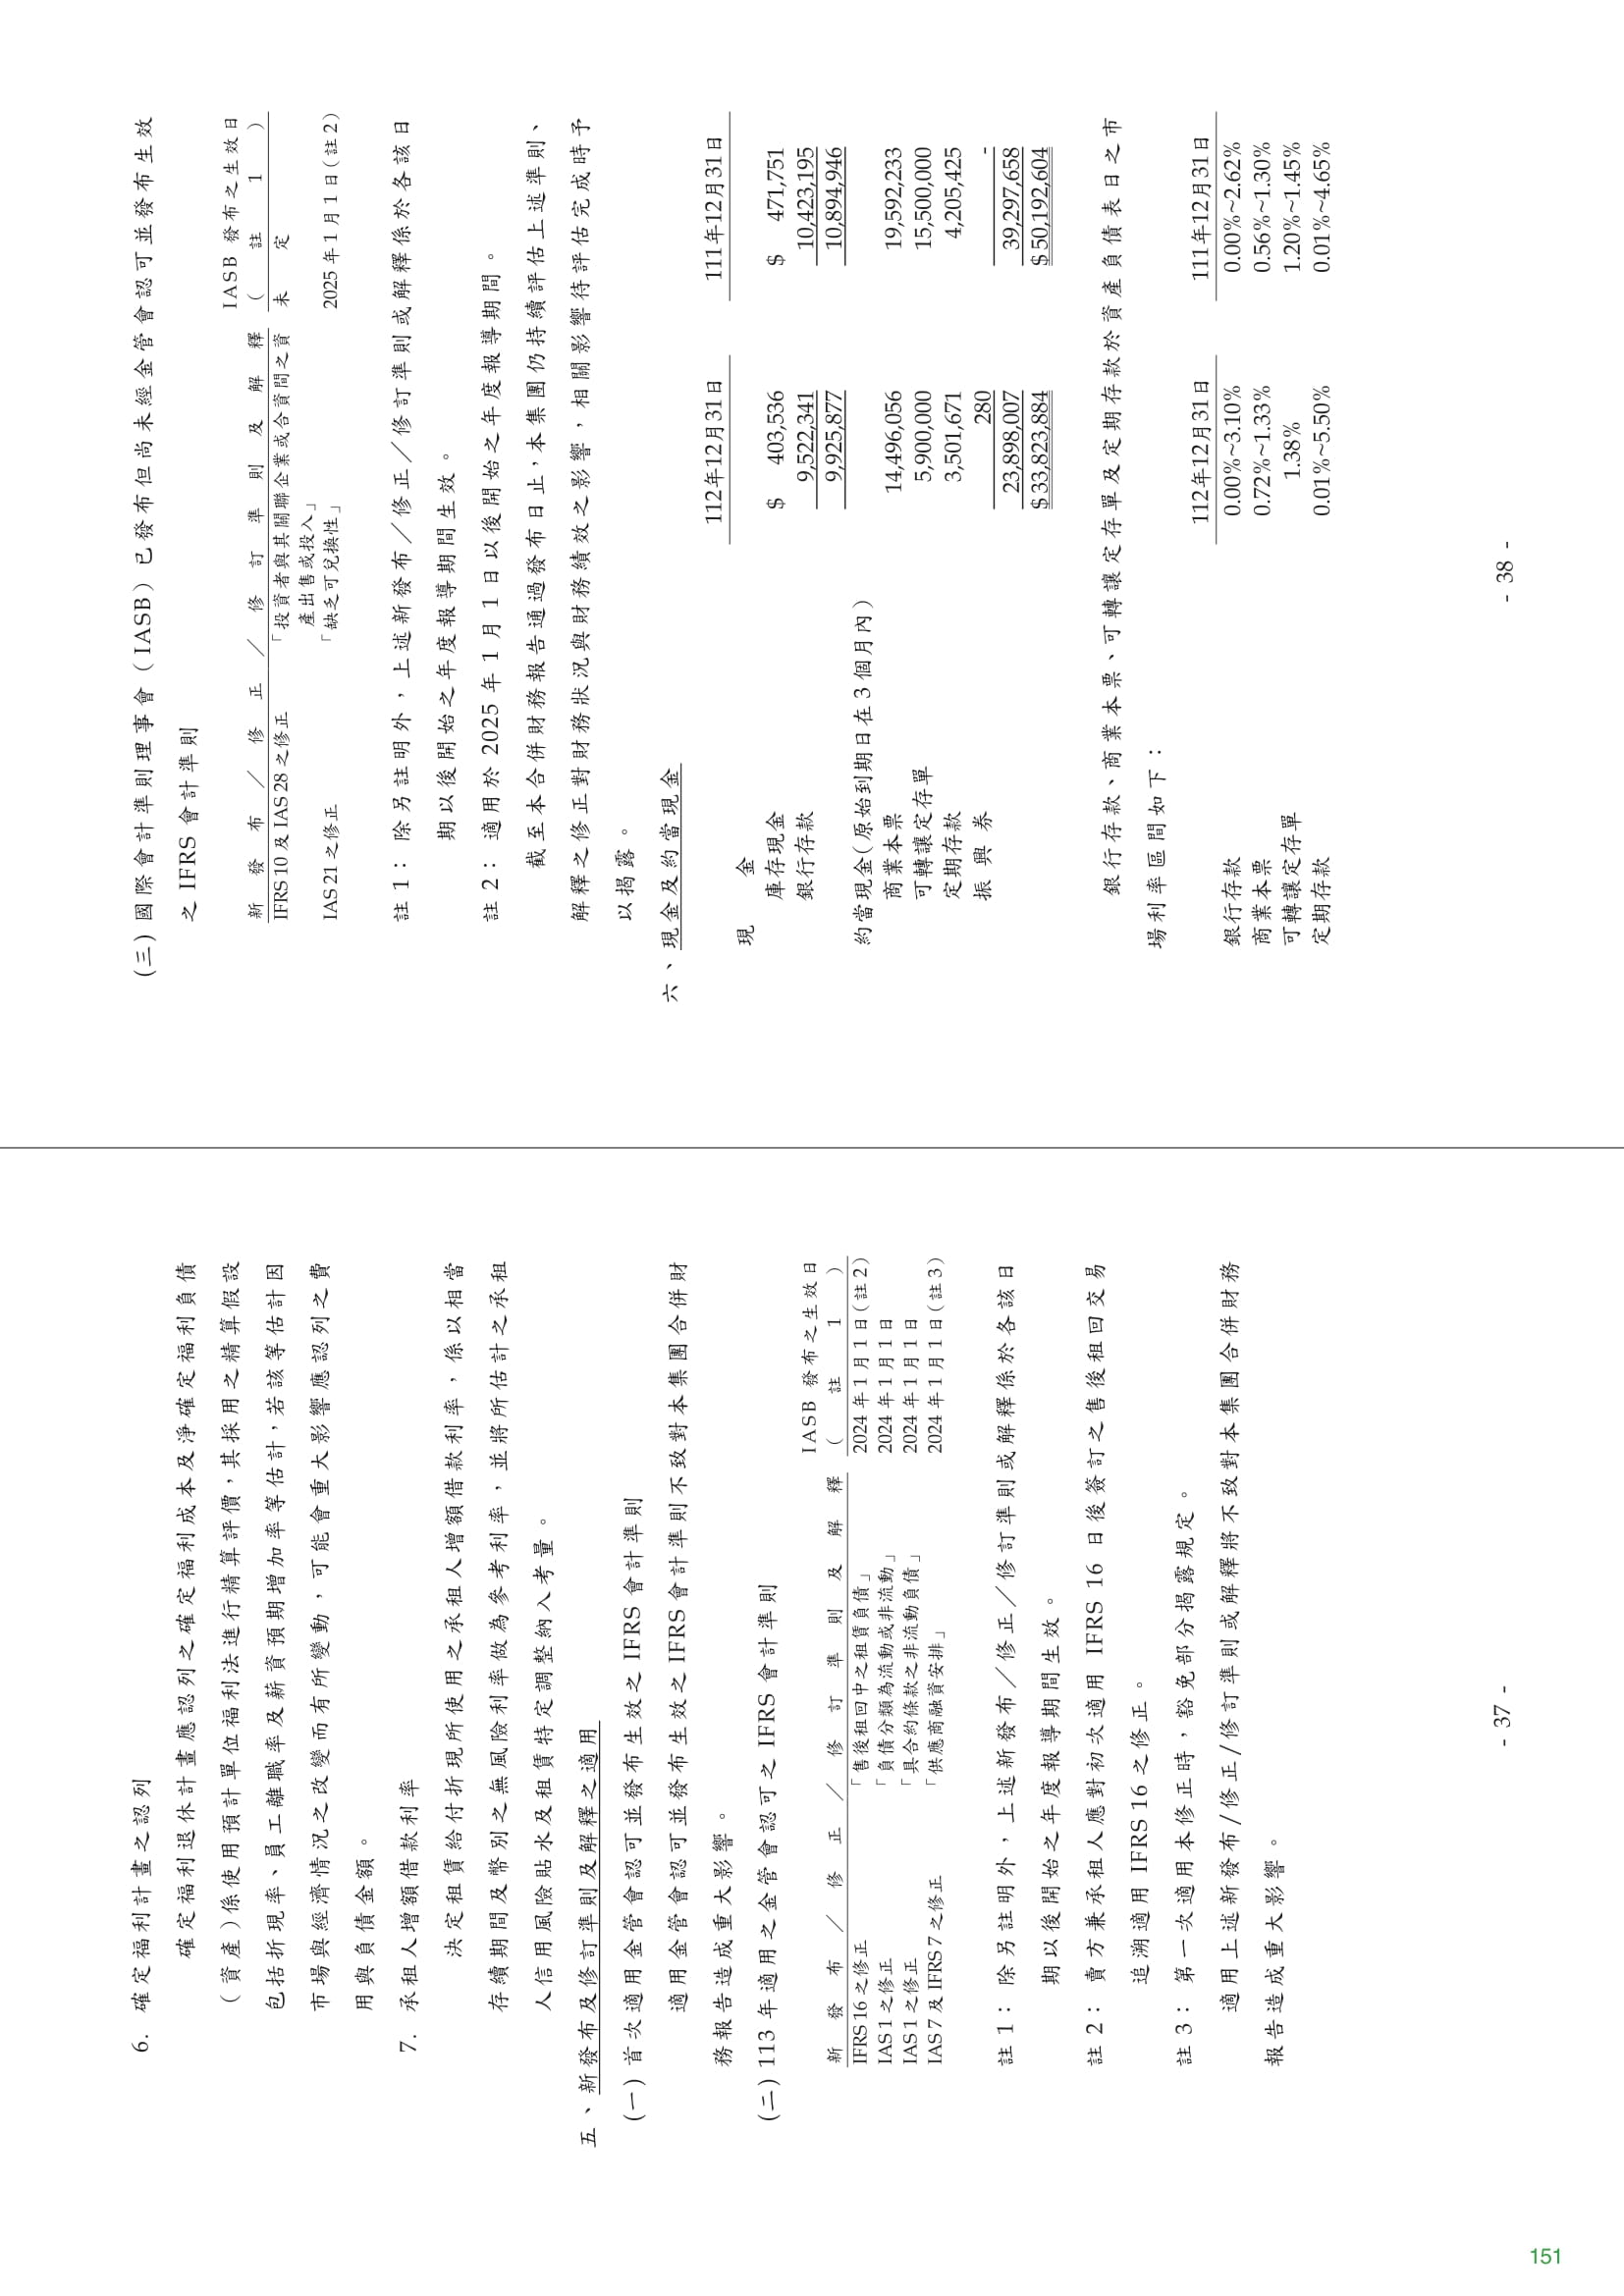 6. 確定福利計畫之認列
確定福利退休計畫應認列之確定福利成本及淨確定福利負債
（資產）係使用預計單位福利法進行精算評價，其採用之精算假設
包括折現率、員工離職率及薪資預期增加率等估計，若該等估計因
市場與經濟情況之改變而有所變動，可能會重大影響應認列之費
用與負債金額。
7. 承租人增額借款利率
決定租賃給付折現所使用之承租人增額借款利率，係以相當
存續期間及幣別之無風險利率做為參考利率，並將所估計之承租
人信用風險貼水及租賃特定調整納入考量。
五、新發布及修訂準則及解釋之適用
(一) 首次適用金管會認可並發布生效之 IFRS 會計準則
適用金管會認可並發布生效之 IFRS 會計準則不致對本集團合併財
務報告造成重大影響。
(二) 113 年適用之金管會認可之 IFRS 會計準則
IASB 發布之生效日
新發布／修正／修訂準則及解釋 （註1）
IFRS 16 之修正 「售後租回中之租賃負債」 2024 年 1 月 1 日（註 2）
IAS 1 之修正 「負債分類為流動或非流動」 2024 年 1 月 1 日
IAS 1 之修正 「具合約條款之非流動負債」 2024 年 1 月 1 日
IAS 7 及 IFRS 7 之修正 「供應商融資安排」 2024 年 1 月 1 日（註 3）
註 1： 除另註明外，上述新發布／修正／修訂準則或解釋係於各該日
期以後開始之年度報導期間生效。
註 2： 賣方兼承租人應對初次適用 IFRS 16 日後簽訂之售後租回交易
追溯適用 IFRS 16 之修正。
註 3： 第一次適用本修正時，豁免部分揭露規定。
適用上述新發布/修正/修訂準則或解釋將不致對本集團合併財務
報告造成重大影響。
- 37 -
(三) 國際會計準則理事會（IASB）已發布但尚未經金管會認可並發布生效
之 IFRS 會計準則
IASB 發布之生效日
新發布／修正／修訂準則及解釋 （註1）
IFRS 10 及 IAS 28 之修正 「投資者與其關聯企業或合資間之資 未定
產出售或投入」
IAS 21 之修正 「缺乏可兌換性」 2025 年 1 月 1 日（註 2）
註 1： 除另註明外，上述新發布／修正／修訂準則或解釋係於各該日
期以後開始之年度報導期間生效。
註 2： 適用於 2025 年 1 月 1 日以後開始之年度報導期間。
截至本合併財務報告通過發布日止，本集團仍持續評估上述準則、
解釋之修正對財務狀況與財務績效之影響，相關影響待評估完成時予
以揭露。
六、現金及約當現金
112年12月31日 111年12月31日
現金
庫存現金 $ 403,536 $ 471,751
銀行存款 9,522,341 10,423,195
9,925,877 10,894,946
約當現金(原始到期日在 3 個月內)
商業本票 14,496,056 19,592,233
可轉讓定存單 5,900,000 15,500,000
定期存款 3,501,671 4,205,425
振興券 280 -
23,898,007 39,297,658
$ 33,823,884 $ 50,192,604
銀行存款、商業本票、可轉讓定存單及定期存款於資產負債表日之市
場利率區間如下：
112年12月31日 111年12月31日
銀行存款 0.00%~3.10% 0.00%~2.62%
商業本票 0.72%~1.33% 0.56%~1.30%
可轉讓定存單 1.38% 1.20%~1.45%
定期存款 0.01%~5.50% 0.01%~4.65%
- 38 -
151